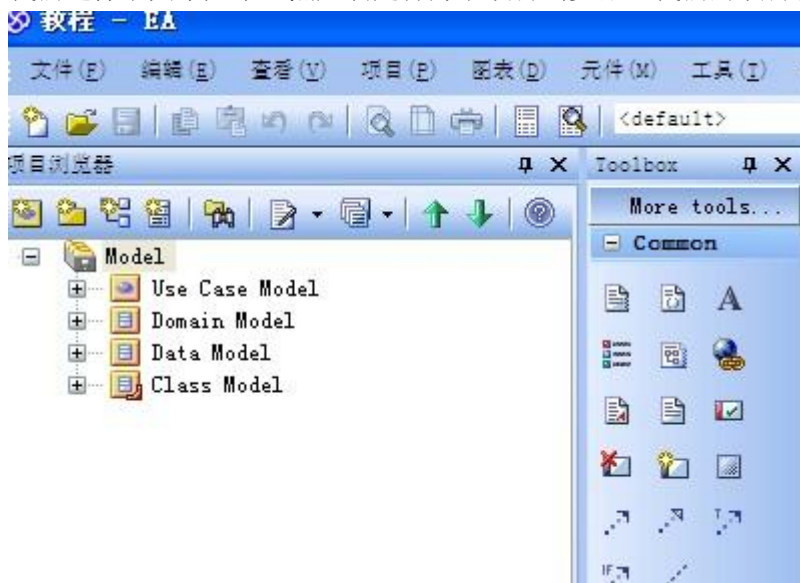 教程 - EA
文件(F) 编辑(E) 查看(V) 项目(P) 图表(D) 元件(M) 工具(T)
<default>
项目浏览器
Toolbox
More tools...
Common
Model
Use Case Model
Domain Model
Data Model
Class Model